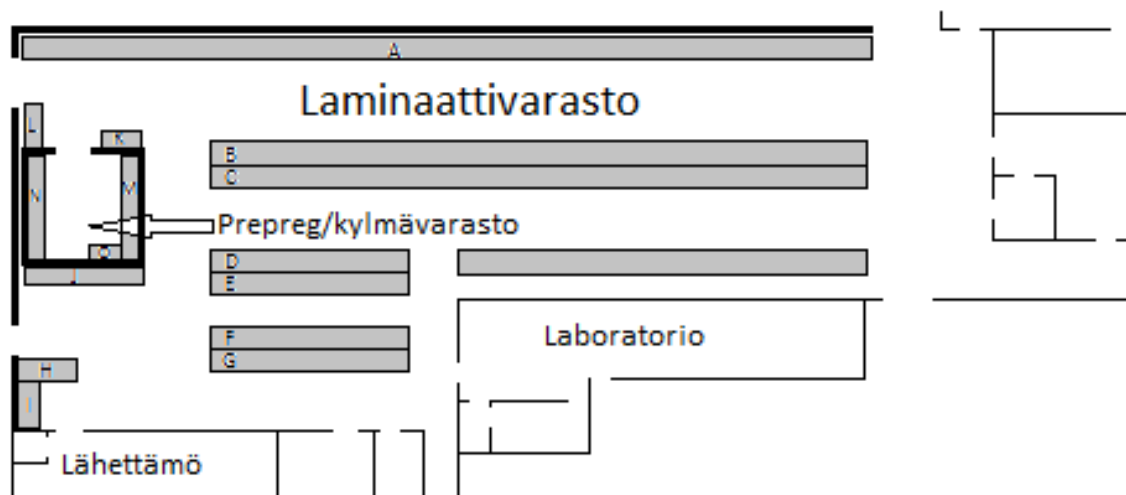 A
Laminaattivarasto
L
K
B
C
N
M
Prepreg/kylmävarasto
O
D
J
E
F
Laboratorio
G
H
I
Lähettämö